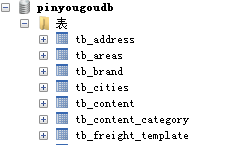 pinyougoudb
表
tb_address
tb_areas
tb_brand
tb_cities
tb_content
tb_content_category
tb_freight_template